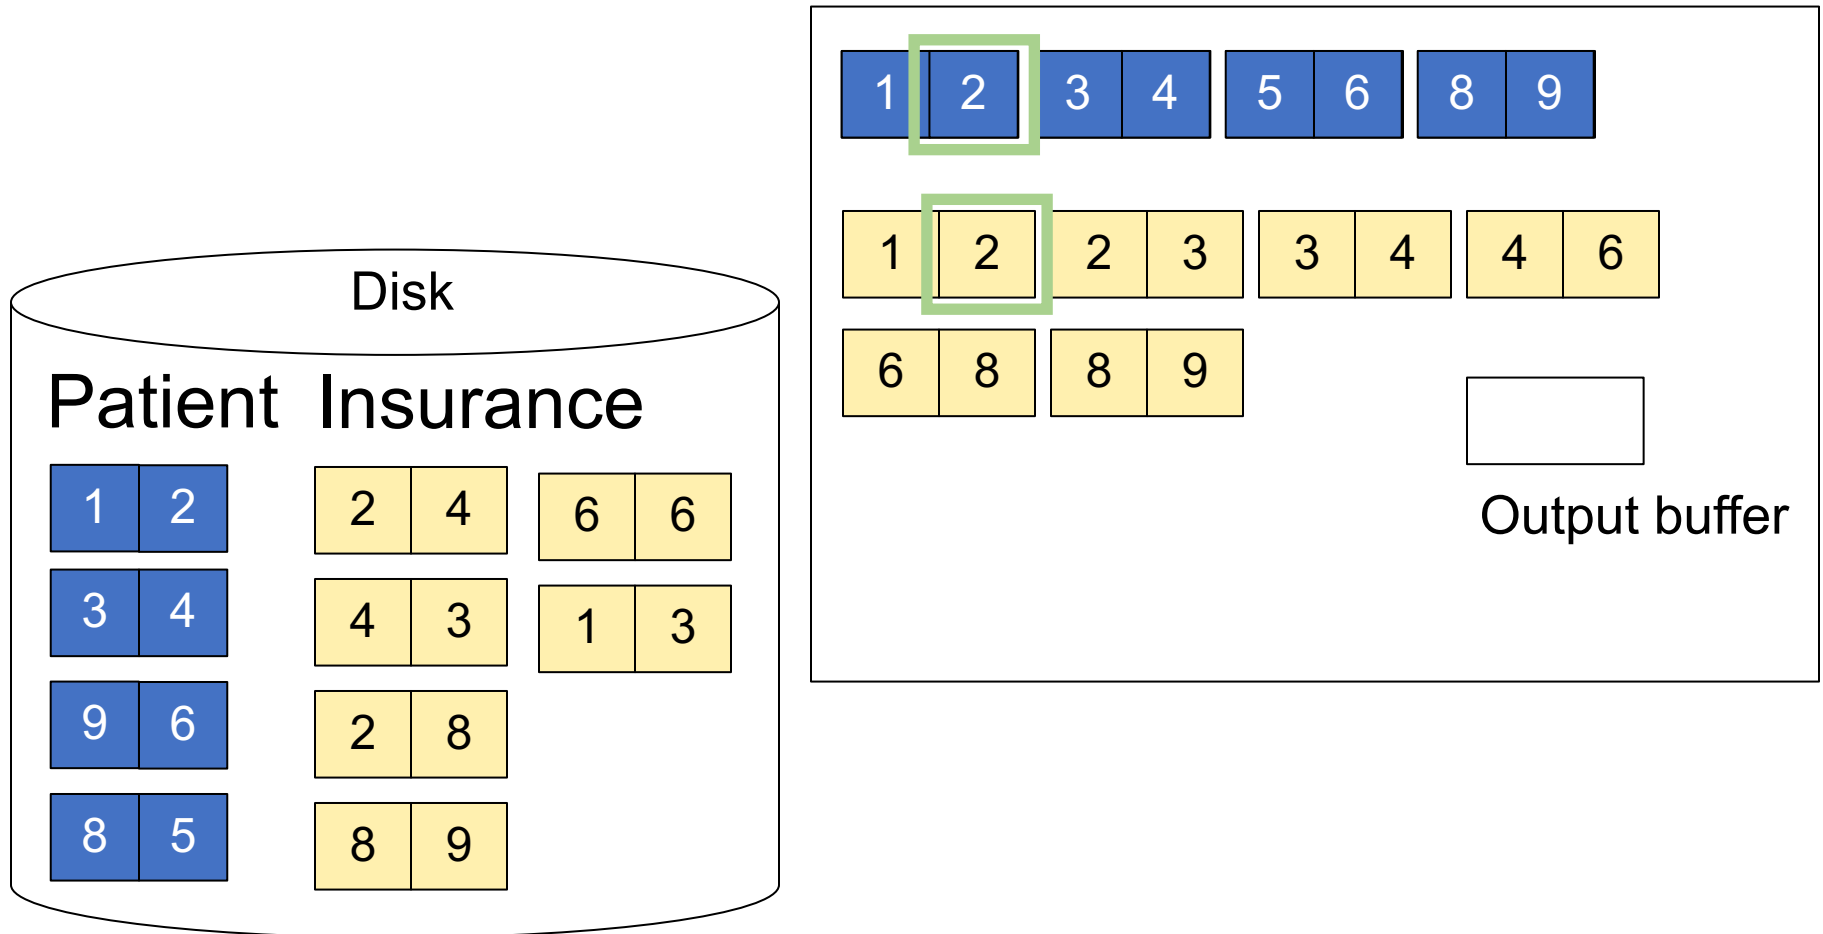 1 2 3 4 5 6 8 9
1 2 2 3 3 4 4 6
6 8 8 9
Output buffer
Disk
Patient Insurance
1 2 2 4 6 6
3 4 4 3 1 3
9 6 2 8
8 5 8 9